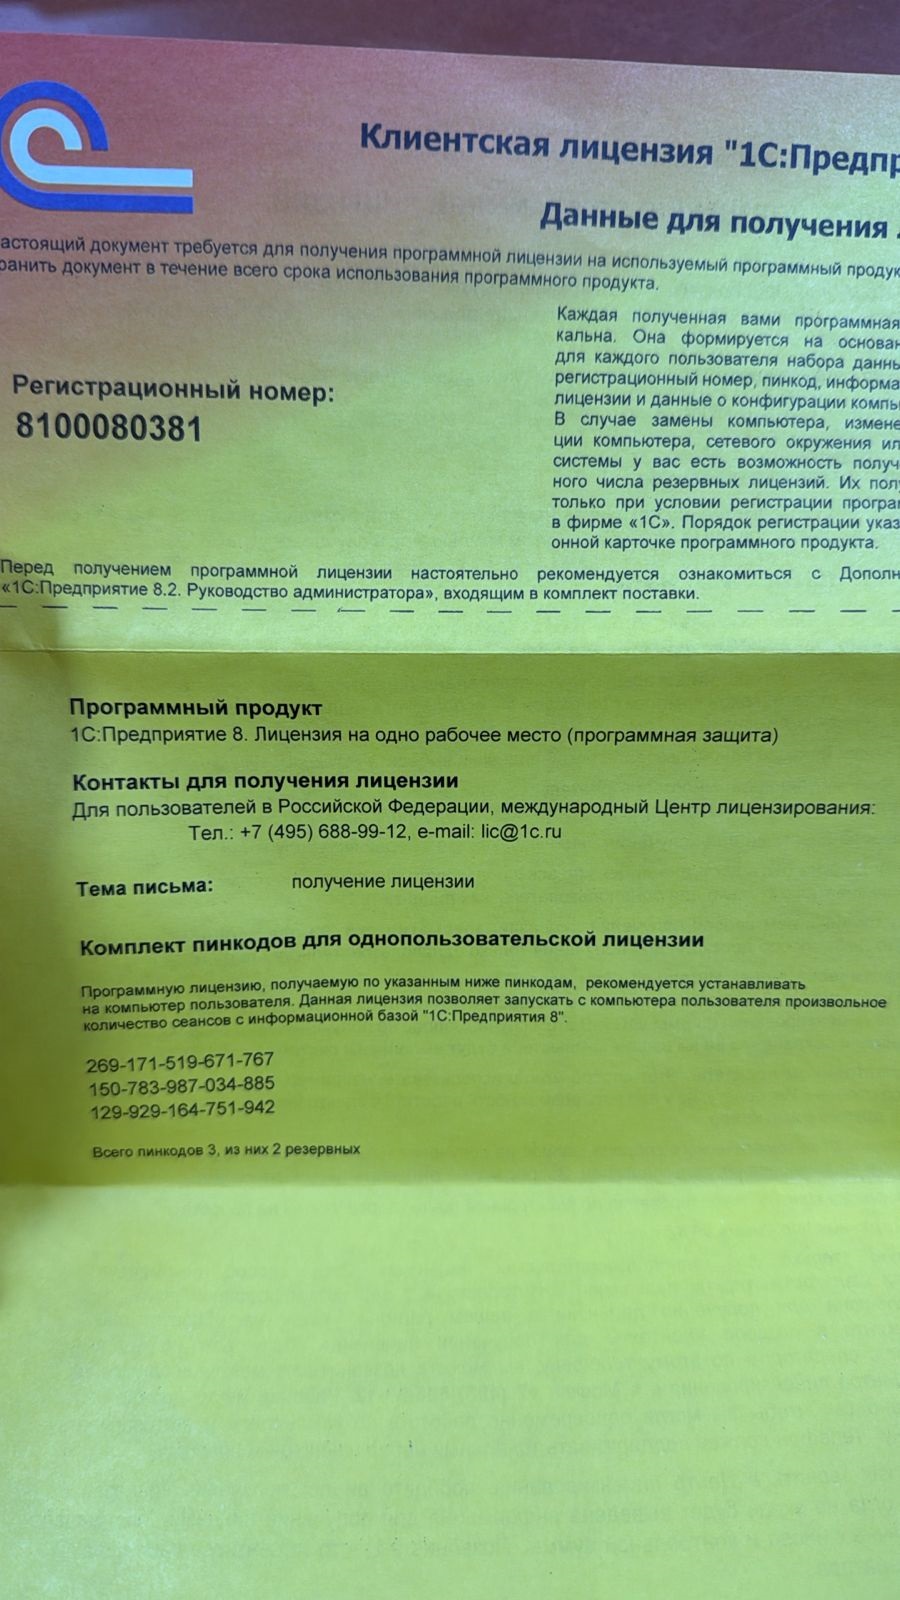 Клиентская лицензия "1С:Предпр
Данные для получения
астоящий документ требуется для получения программной лицензии на используемый программный продук
ранить документ в течение всего срока использования программного продукта.
Каждая полученная вами программная
кальна. Она формируется на основан
для каждого пользователя набора данны
регистрационный номер, пинкод, информа
лицензии и данные о конфигурации компь
В случае замены компьютера, измене
ции компьютера, сетевого окружения ил
системы у вас есть возможность получ
ного числа резервных лицензий. Их пол
только при условии регистрации програм
в фирме «1С». Порядок регистрации указ
онной карточке программного продукта.
Регистрационный номер:
8100080381
Перед получением программной лицензии настоятельно рекомендуется ознакомиться с Дополн
«1С:Предприятие 8.2. Руководство администратора», входящим в комплект поставки.
Программный продукт
1С:Предприятие 8. Лицензия на одно рабочее место (программная защита)
Контакты для получения лицензии
Для пользователей в Российской Федерации, международный Центр лицензирования:
Тел.: +7 (495) 688-99-12, e-mail: lic@1c.ru
Тема письма: получение лицензии
Комплект пинкодов для однопользовательской лицензии
Программную лицензию, получаемую по указанным ниже пинкодам, рекомендуется устанавливать
на компьютер пользователя. Данная лицензия позволяет запускать с компьютера пользователя произвольное
количество сеансов с информационной базой "1С:Предприятия 8".
269-171-519-671-767
150-783-987-034-885
129-929-164-751-942
Всего пинкодов 3, из них 2 резервных